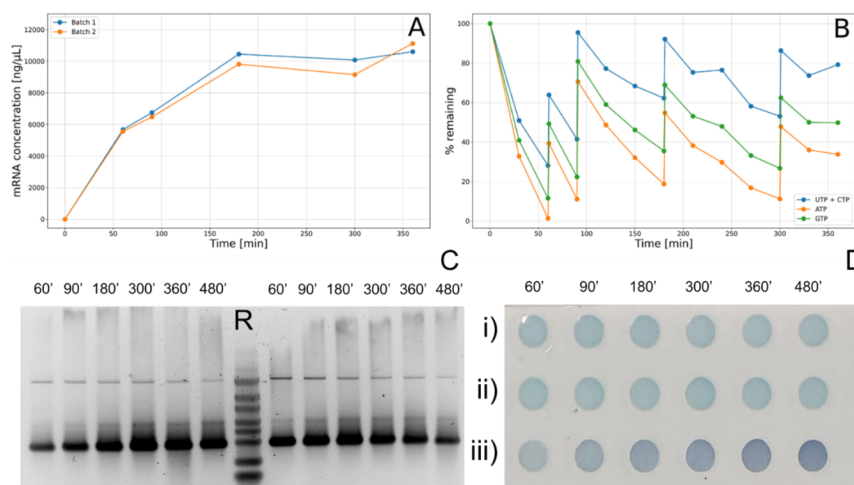 A
Batch 1
Batch 2
mRNA concentration [ng/µL]
12000
10000
8000
6000
4000
2000
0
0 50 100 150 200 250 300 350
Time [min]
B
% remaining
100
80
60
40
20
0
UTP + CTP
ATP
GTP
0 50 100 150 200 250 300 350
Time [min]
C
60' 90' 180' 300' 360' 480' R 60' 90' 180' 300' 360' 480'
D
60' 90' 180' 300' 360' 480'
i)
ii)
iii)